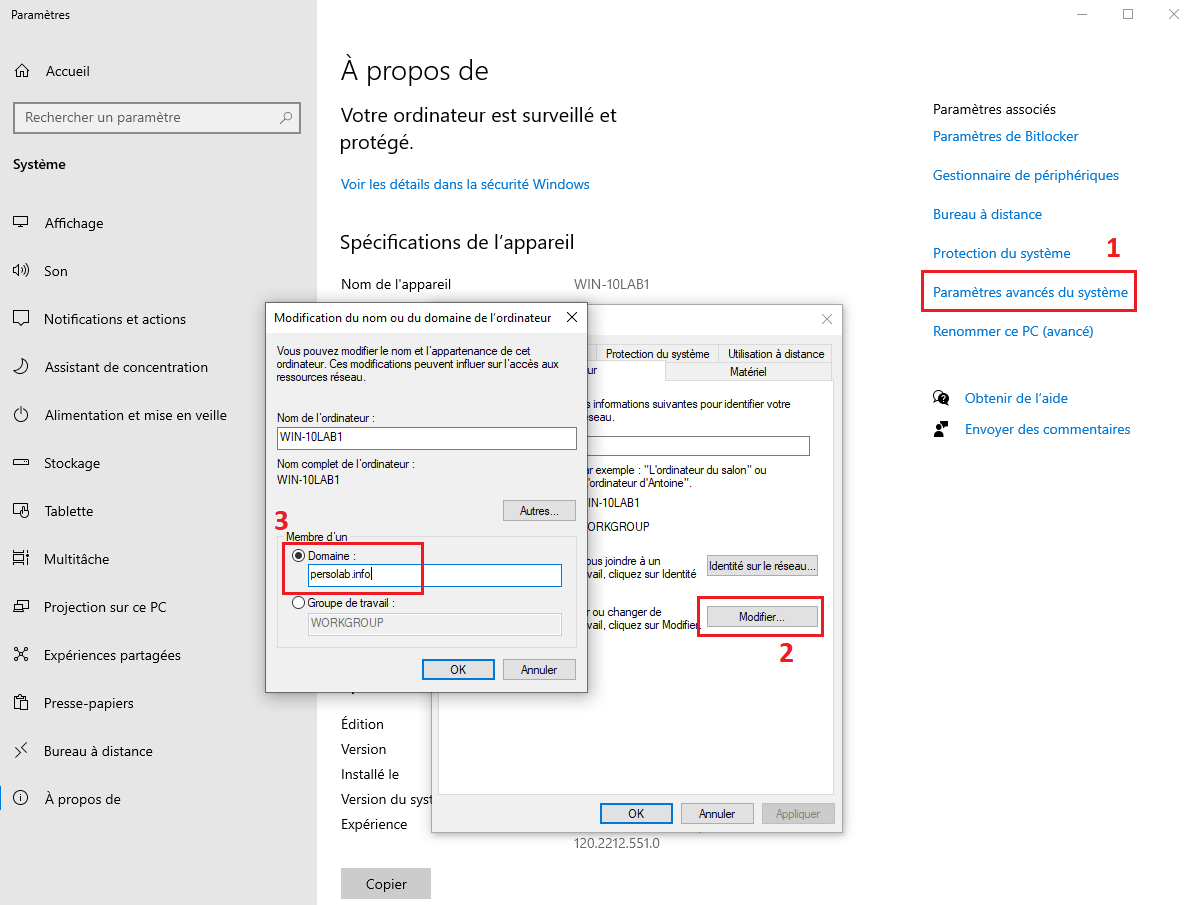 Paramètres
Accueil
Rechercher un paramètre
Système
Affichage
Son
Notifications et actions
Assistant de concentration
Alimentation et mise en veille
Stockage
Tablette
Multitâche
Projection sur ce PC
Expériences partagées
Presse-papiers
Bureau à distance
À propos de
À propos de
Votre ordinateur est surveillé et
protégé.
Voir les détails dans la sécurité Windows
Spécifications de l’appareil
Nom de l'appareil WIN-10LAB1
Modification du nom ou du domaine de l’ordinateur
Vous pouvez modifier le nom et l’appartenance de cet
ordinateur. Ces modifications peuvent influer sur l’accès aux
ressources réseau.
Nom de l’ordinateur :
WIN-10LAB1
Nom complet de l’ordinateur :
WIN-10LAB1
Autres...
3
Membre d’un
Domaine :
persolab.info
Groupe de travail :
WORKGROUP
OK
Annuler
Protection du système
Utilisation à distance
ur
Matériel
s informations suivantes pour identifier votre
seau.
ar exemple : "L'ordinateur du salon" ou
'ordinateur d'Antoine".
IN-10LAB1
ORKGROUP
ous joindre à un
vail, cliquez sur Identité
Identité sur le réseau...
r ou changer de
vail, cliquez sur Modifier.
Modifier...
2
OK
Annuler
Appliquer
Édition
Version
Installé le
Version du syst
Expérience
120.2212.551.0
Copier
Paramètres associés
Paramètres de Bitlocker
Gestionnaire de périphériques
Bureau à distance
Protection du système
1
Paramètres avancés du système
Renommer ce PC (avancé)
Obtenir de l’aide
Envoyer des commentaires